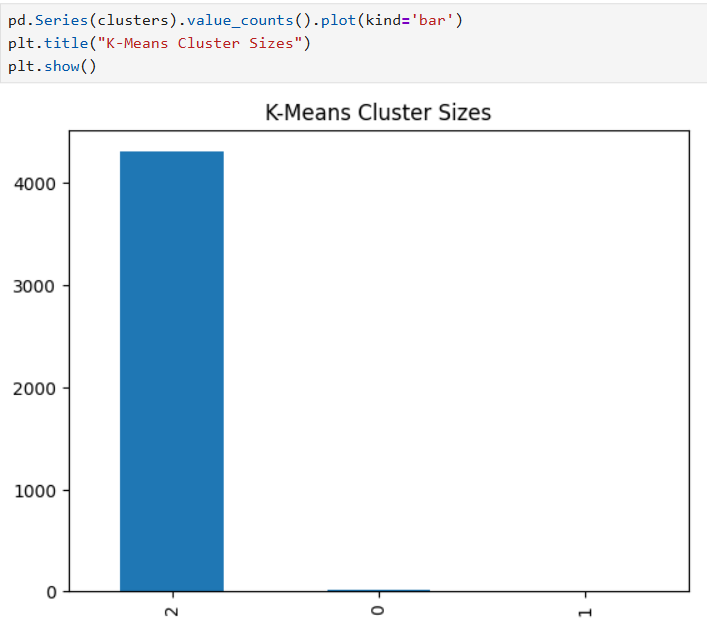 pd.Series(clusters).value_counts().plot(kind='bar')
plt.title("K-Means Cluster Sizes")
plt.show()
K-Means Cluster Sizes
4000
3000
2000
1000
0
2
0
1